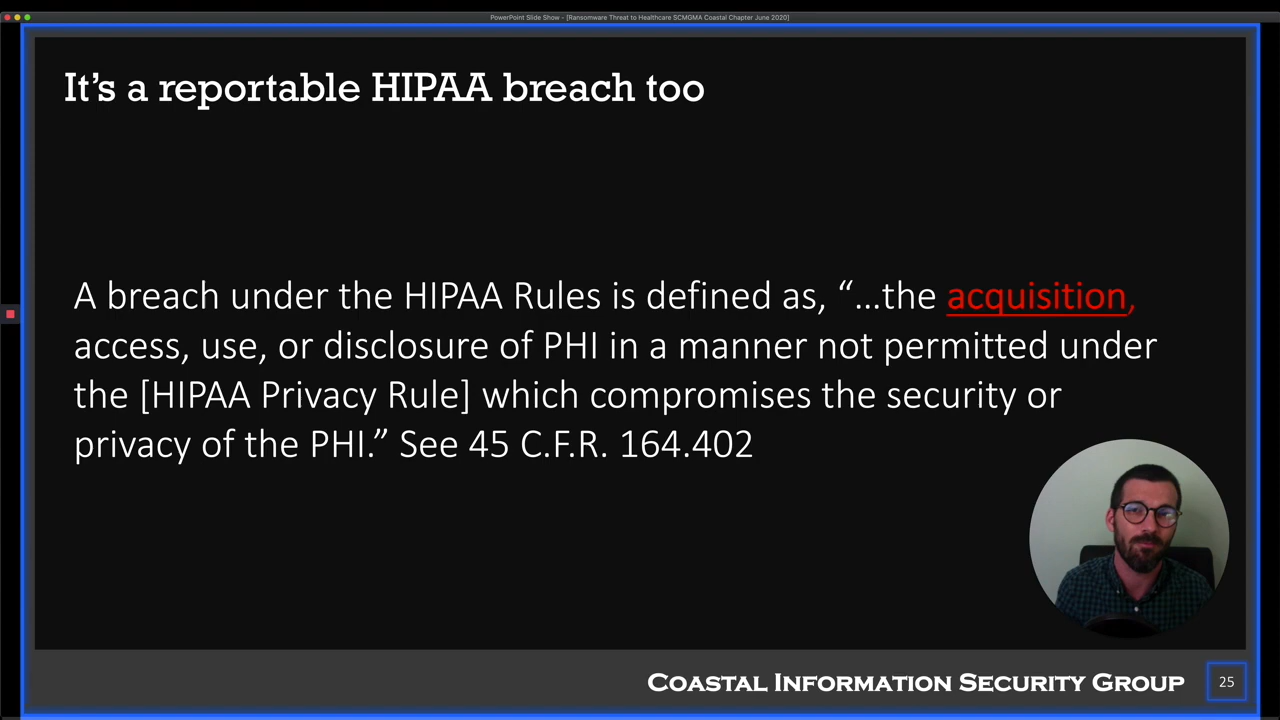 PowerPoint Slide Show - [Ransomware Threat to Healthcare SCMGMA Coastal Chapter June 2020]
It’s a reportable HIPAA breach too
A breach under the HIPAA Rules is defined as, “…the acquisition,
access, use, or disclosure of PHI in a manner not permitted under
the [HIPAA Privacy Rule] which compromises the security or
privacy of the PHI.” See 45 C.F.R. 164.402
Coastal Information Security Group
25